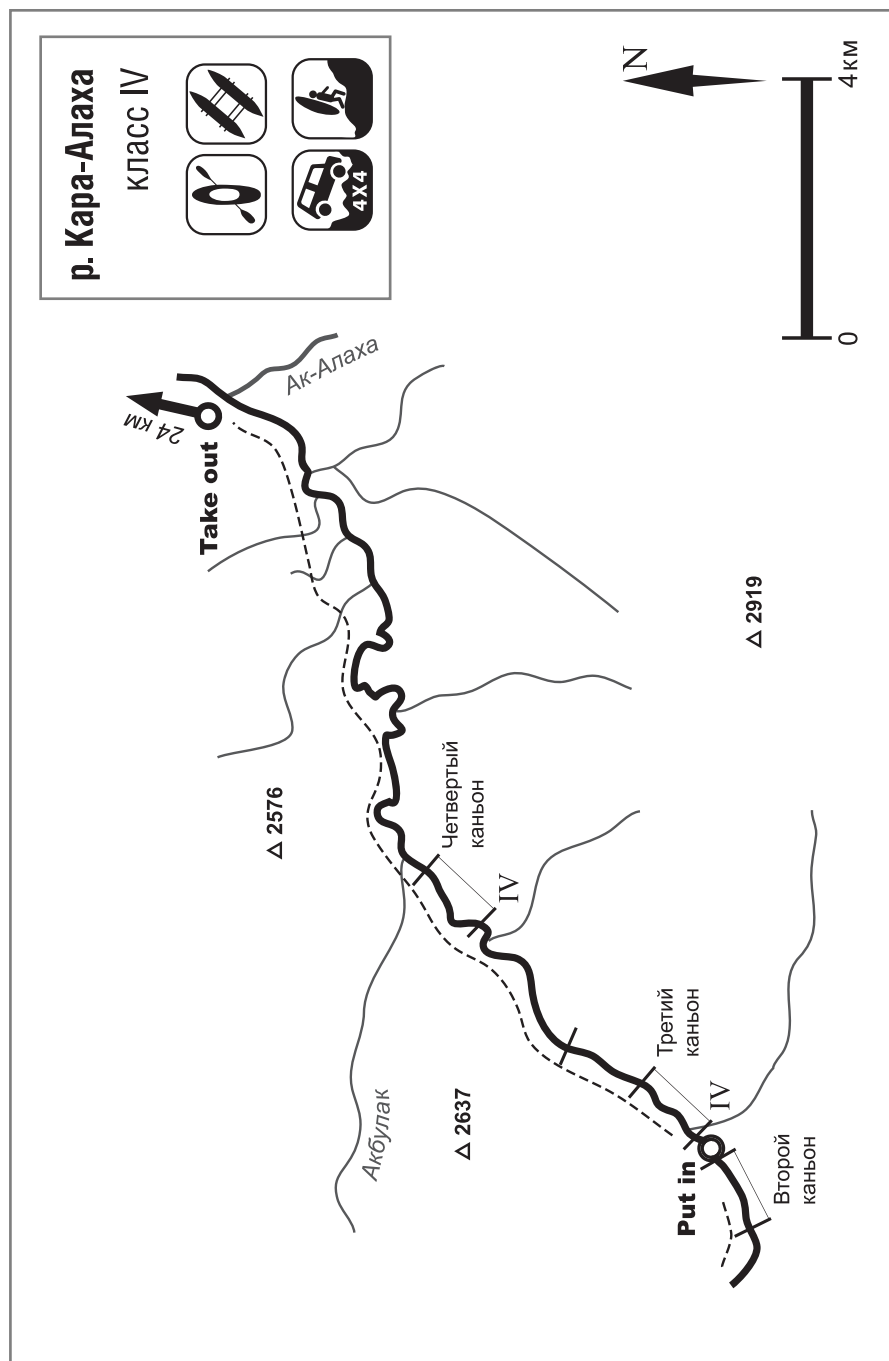 р. Кара-Алаха
класс IV
4X4
N
0
4км
Ак-Алаха
24 км
Take out
△ 2576
△ 2919
Четвертый
каньон
IV
Акбулак
△ 2637
Третий
каньон
IV
Put in
Второй
каньон